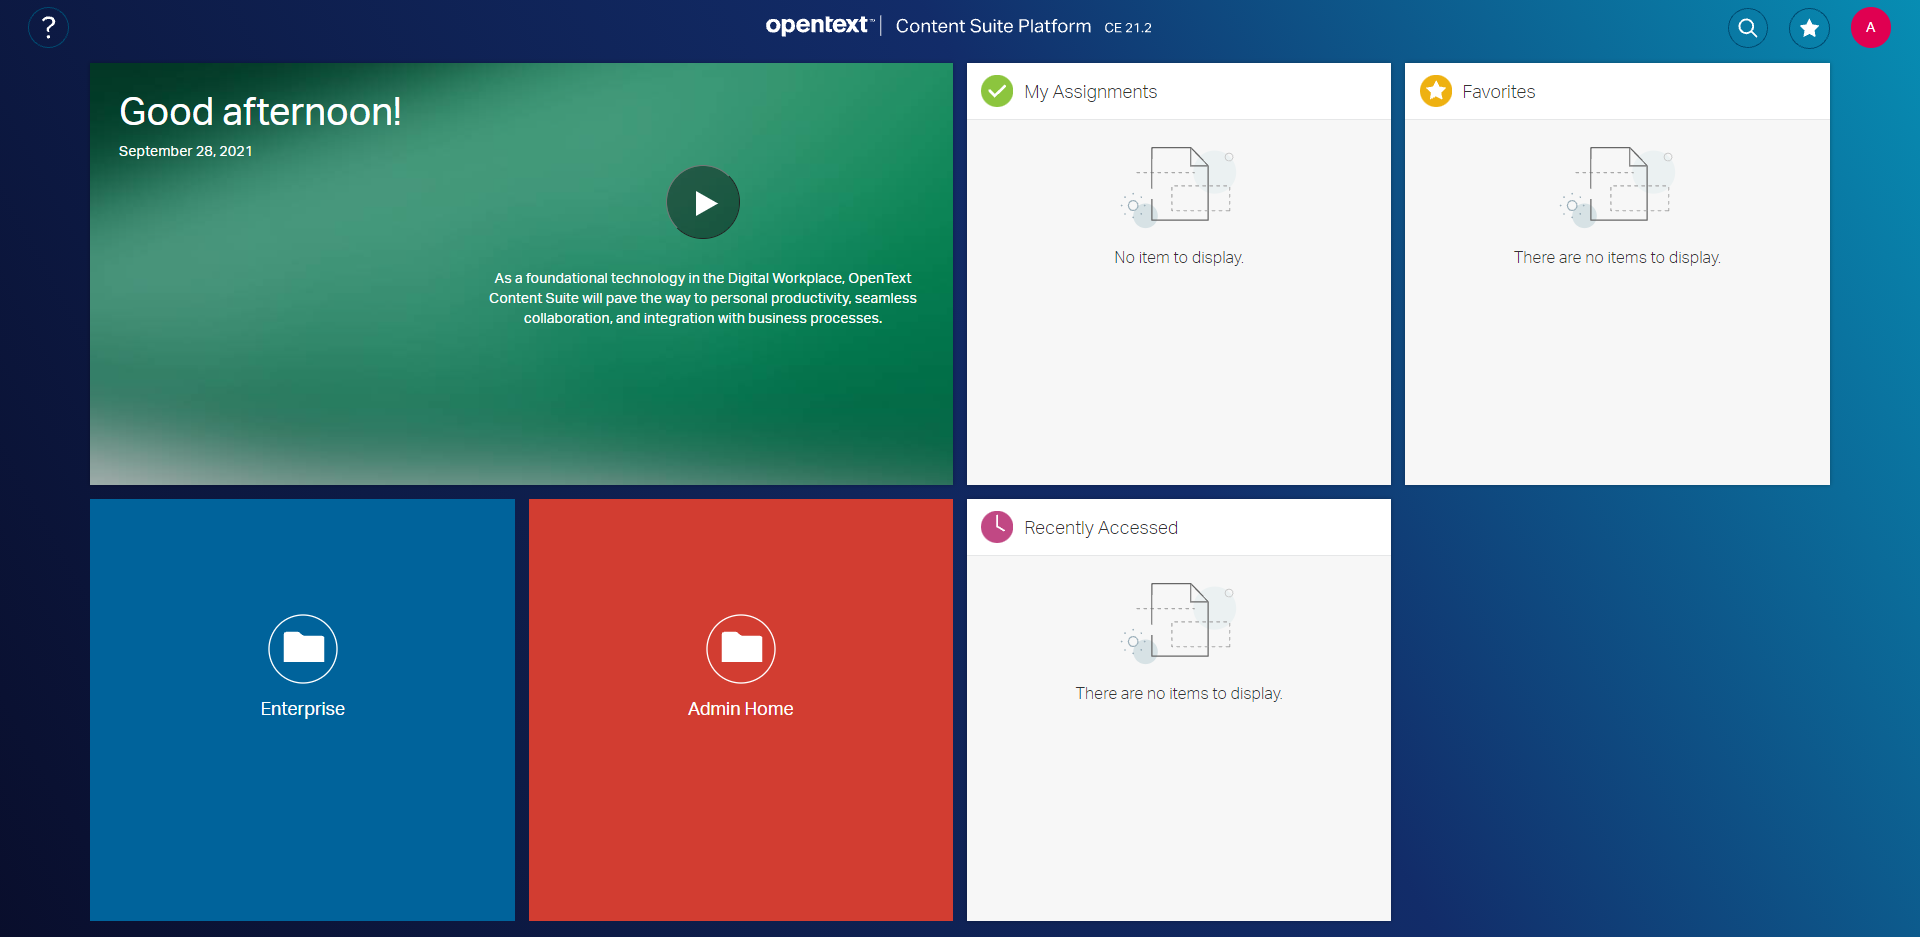 ?
opentext™ | Content Suite Platform CE 21.2
A
Good afternoon!
September 28, 2021
As a foundational technology in the Digital Workplace, OpenText
Content Suite will pave the way to personal productivity, seamless
collaboration, and integration with business processes.
My Assignments
No item to display.
Favorites
There are no items to display.
Enterprise
Admin Home
Recently Accessed
There are no items to display.